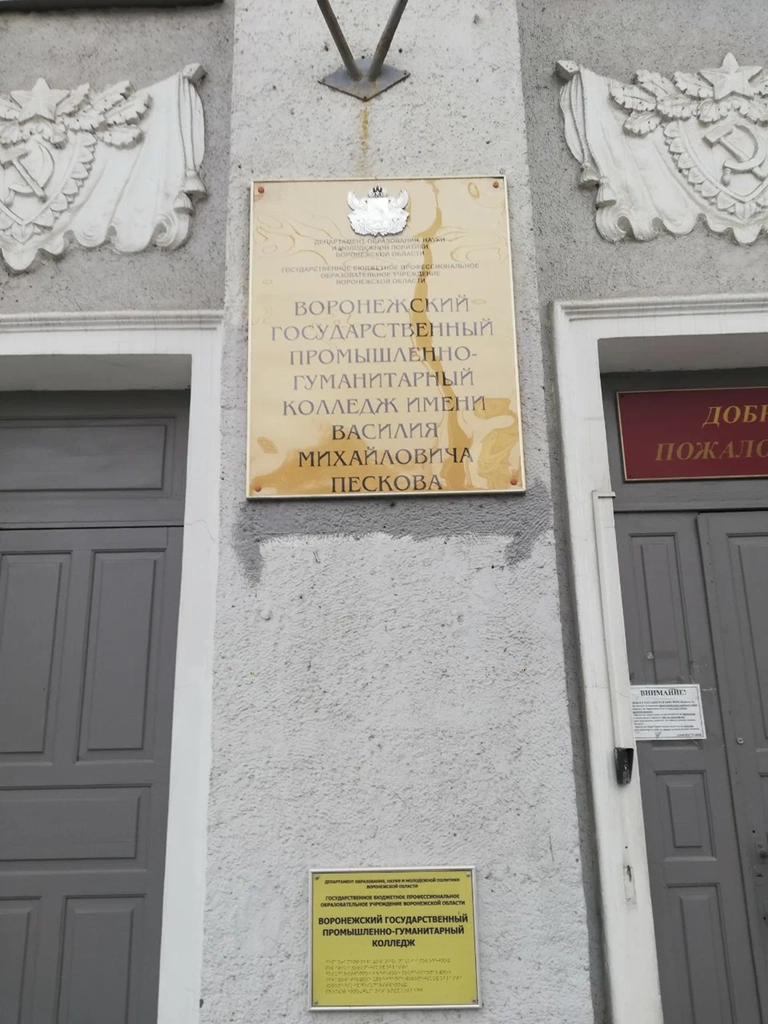 ДЕПАРТАМЕНТ ОБРАЗОВАНИЯ, НАУКИ
И МОЛОДЕЖНОЙ ПОЛИТИКИ
ВОРОНЕЖСКОЙ ОБЛАСТИ
ГОСУДАРСТВЕННОЕ БЮДЖЕТНОЕ ПРОФЕССИОНАЛЬНОЕ
ОБРАЗОВАТЕЛЬНОЕ УЧРЕЖДЕНИЕ
ВОРОНЕЖСКОЙ ОБЛАСТИ
ВОРОНЕЖСКИЙ
ГОСУДАРСТВЕННЫЙ
ПРОМЫШЛЕННО-
ГУМАНИТАРНЫЙ
КОЛЛЕДЖ ИМЕНИ
ВАСИЛИЯ
МИХАЙЛОВИЧА
ПЕСКОВА
ДОБР
ПОЖАЛО
ВНИМАНИЕ!
ДЕПАРТАМЕНТ ОБРАЗОВАНИЯ, НАУКИ И МОЛОДЕЖНОЙ ПОЛИТИКИ
ВОРОНЕЖСКОЙ ОБЛАСТИ
ГОСУДАРСТВЕННОЕ БЮДЖЕТНОЕ ПРОФЕССИОНАЛЬНОЕ
ОБРАЗОВАТЕЛЬНОЕ УЧРЕЖДЕНИЕ ВОРОНЕЖСКОЙ ОБЛАСТИ
ВОРОНЕЖСКИЙ ГОСУДАРСТВЕННЫЙ
ПРОМЫШЛЕННО-ГУМАНИТАРНЫЙ
КОЛЛЕДЖ